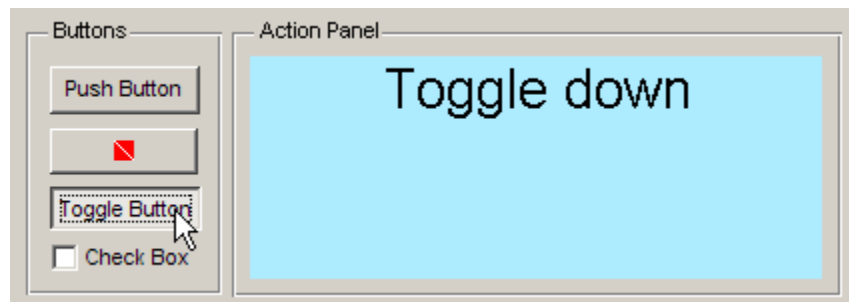 Buttons
Push Button
Toggle Button
Check Box
Action Panel
Toggle down